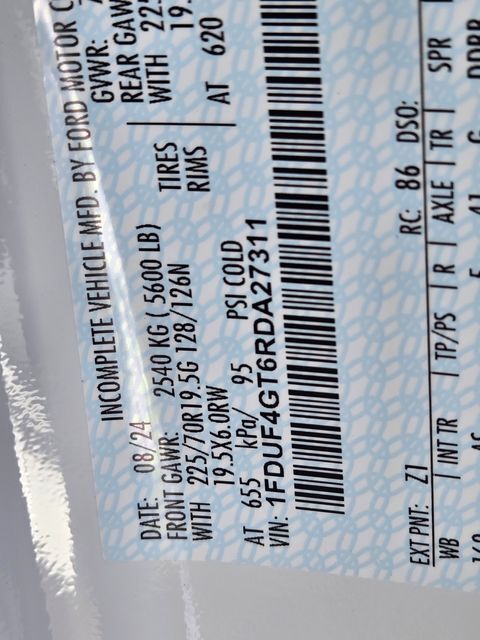 INCOMPLETE VEHICLE MFD. BY FORD MOTOR
DATE: 08/24 GVWR:
FRONT GAWR: 2540 KG ( 5600 LB) REAR GAW
WITH 225/70R19.5G 128/126N TIRES WITH 225
19.5X6.0RW RIMS 19.
AT 655 kPa/ 95 PSI COLD AT 620
VIN: 1FDUF4GT6RDA27311
EXT PNT: Z1 RC: 86 DSO:
WB INT TR TP/PS R AXLE TR SPR